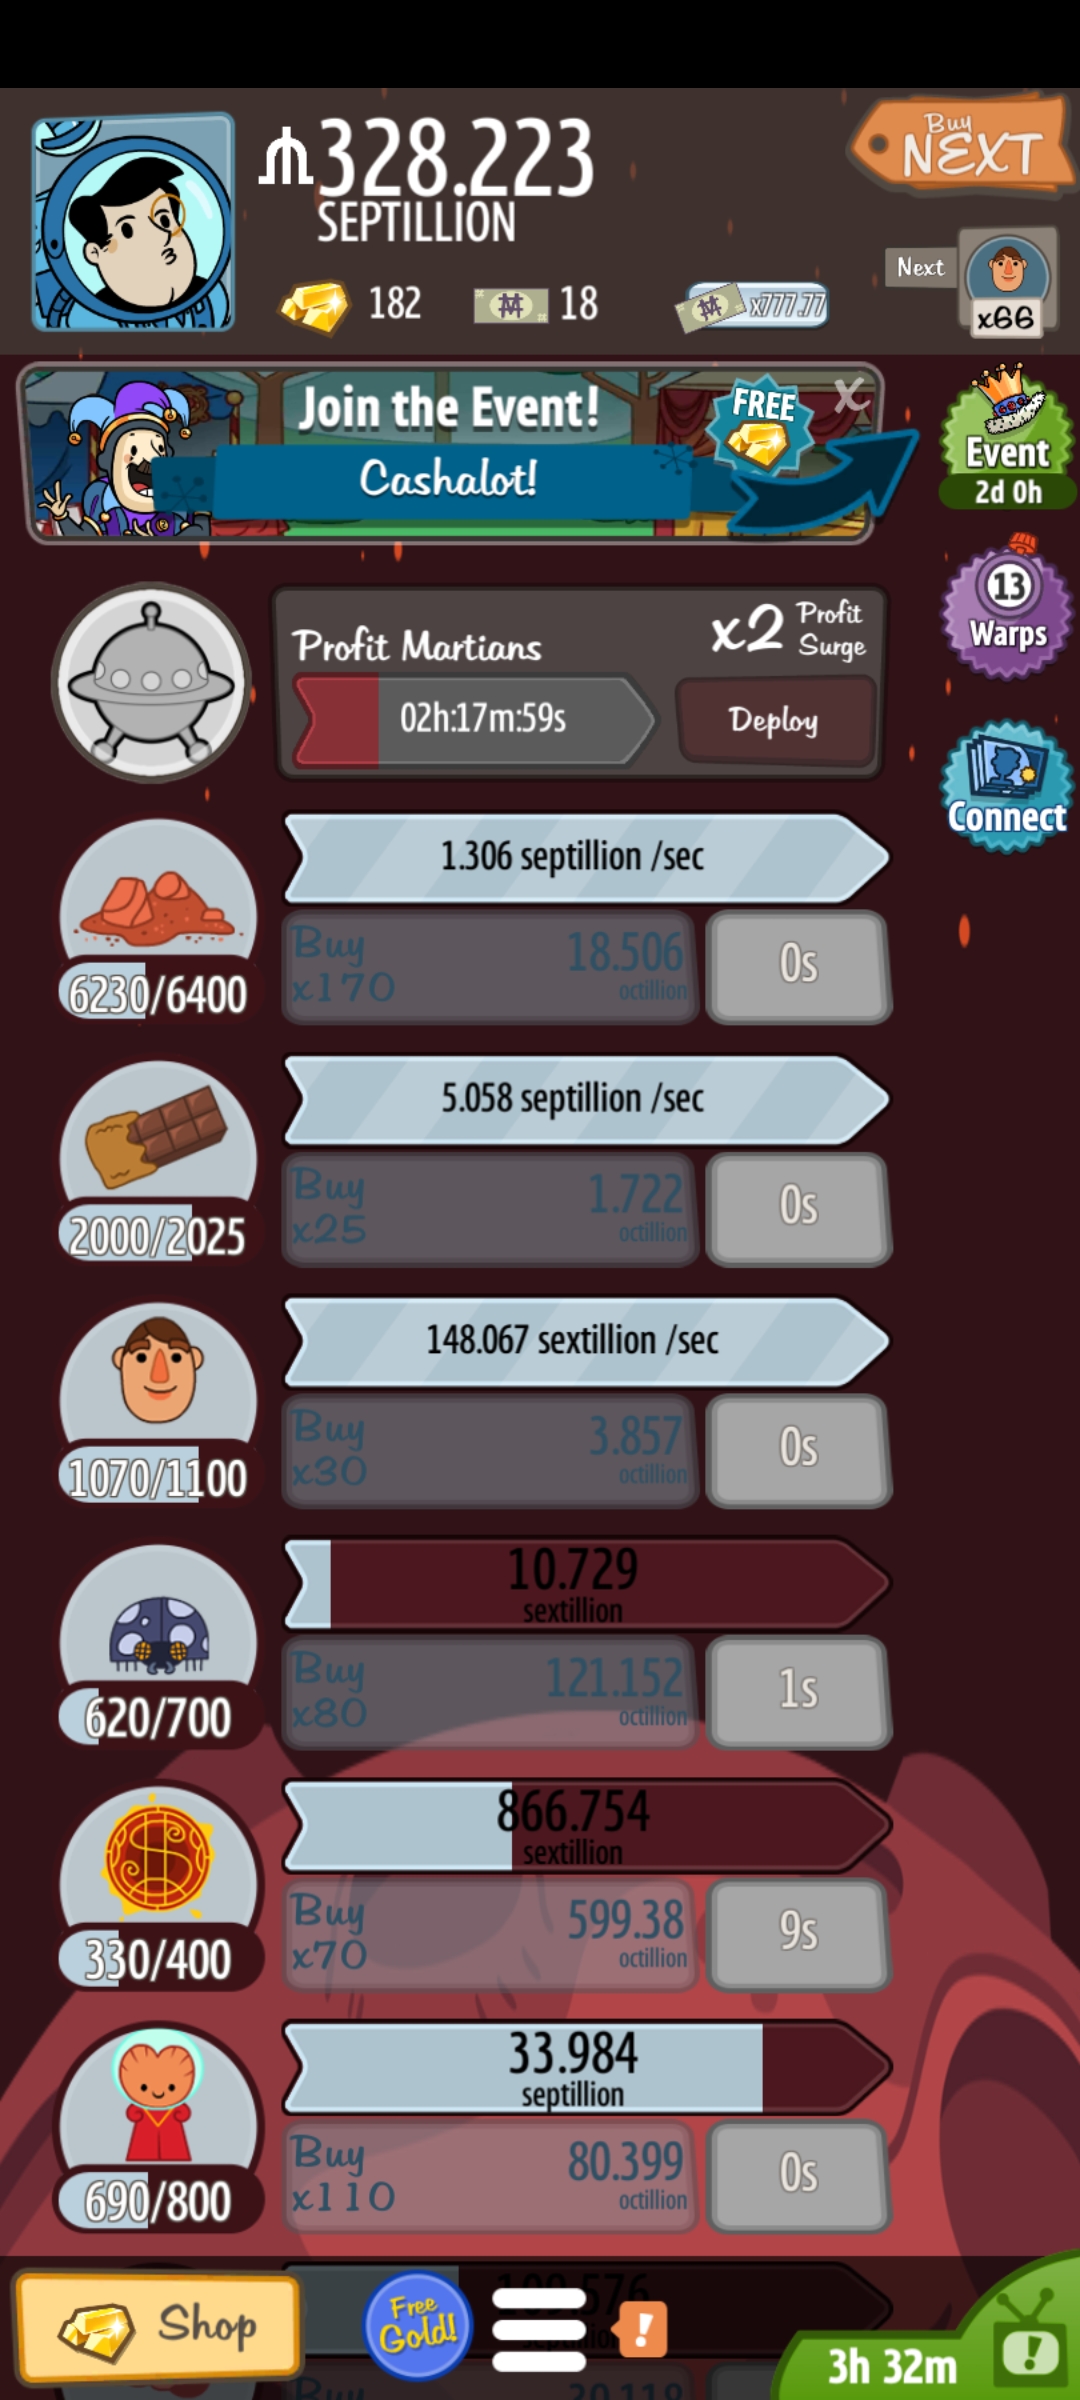 328.223
SEPTILLION
Buy
NEXT
182
18
x777.77
Next
x66
Join the Event!
FREE
X
Cashalot!
Event
2d 0h
13
Warps
Connect
Profit Martians
x2 Profit
Surge
02h:17m:59s
Deploy
1.306 septillion /sec
Buy
x170
18.506
octillion
0s
6230/6400
5.058 septillion /sec
Buy
x25
1.722
octillion
0s
2000/2025
148.067 sextillion /sec
Buy
x30
3.857
octillion
0s
1070/1100
10.729
sextillion
Buy
x80
121.152
octillion
1s
620/700
866.754
sextillion
Buy
x70
599.38
octillion
9s
330/400
33.984
septillion
Buy
x110
80.399
octillion
0s
690/800
Shop
Free
Gold!
!
3h 32m
!